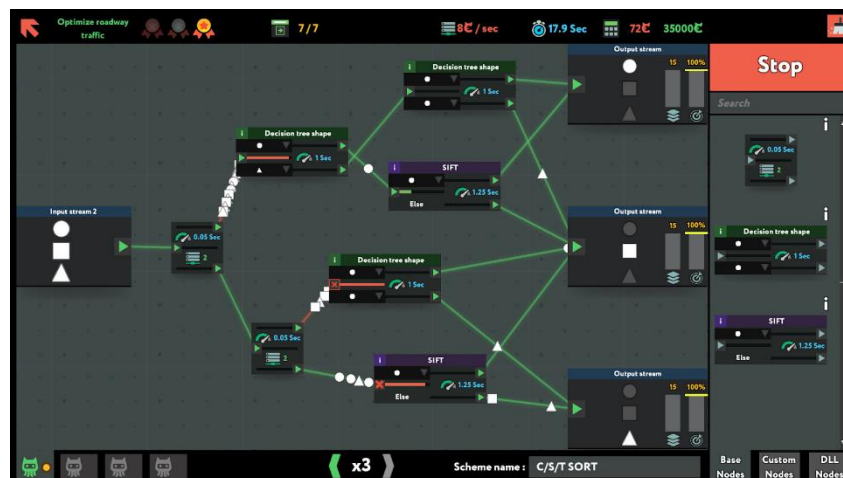 Optimize roadway
traffic
7/7
8₾ / sec
17.9 Sec
72₾
35000₾
Output stream
15 100%
Stop
Search
i Decision tree shape
1 Sec
i Decision tree shape
1 Sec
i SIFT
1.25 Sec
Else
Input stream 2
0.05 Sec
2
Output stream
15 100%
i Decision tree shape
1 Sec
0.05 Sec
2
i SIFT
1.25 Sec
Else
Output stream
15 100%
i
0.05 Sec
2
i
i Decision tree shape
1 Sec
i
i SIFT
1.25 Sec
Else
x3
Scheme name : C/S/T SORT
Base
Nodes
Custom
Nodes
DLL
Nodes